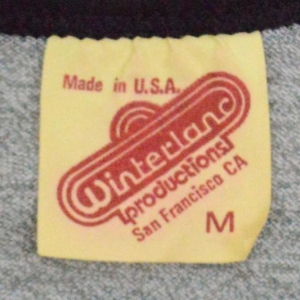 Made in U.S.A.
Winterland
productions
San Francisco CA
M